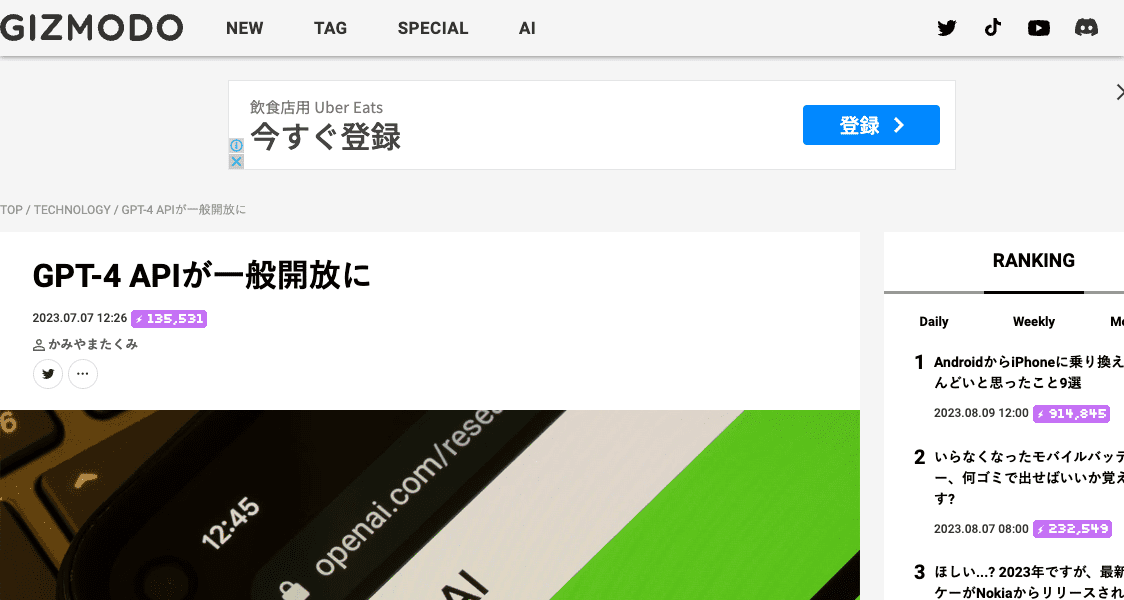 GIZMODO
NEW
TAG
SPECIAL
AI
飲食店用 Uber Eats
今すぐ登録
登録
TOP / TECHNOLOGY / GPT-4 APIが一般開放に
GPT-4 APIが一般開放に
2023.07.07 12:26 135,531
かみやまたくみ
6
12:45
openai.com/resea
AI
RANKING
Daily
Weekly
1 AndroidからiPhoneに乗り換え
んどいと思ったこと9選
2023.08.09 12:00 914,845
2 いらなくなったモバイルバッテ
ー、何ゴミで出せばいいか覚え
す?
2023.08.07 08:00 232,549
3 ほしい...? 2023年ですが、最新
ケーがNokiaからリリースされ